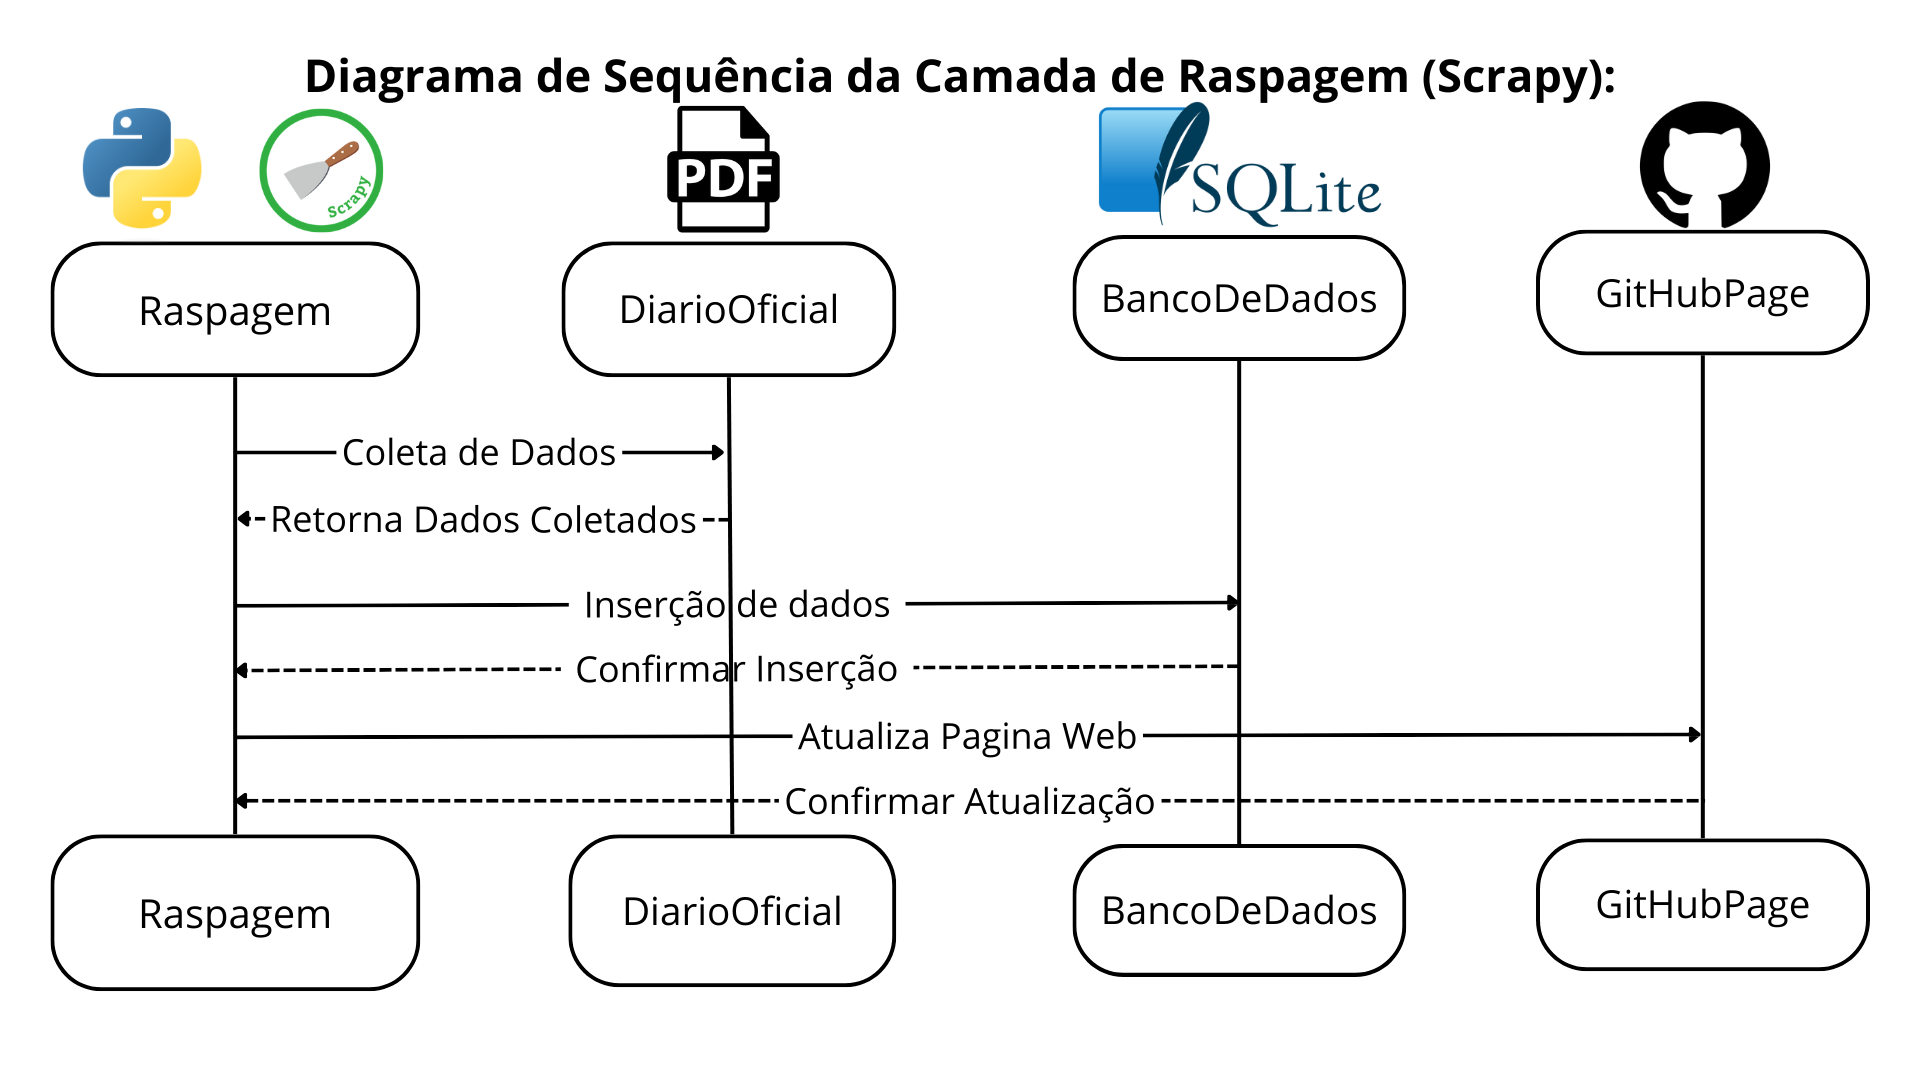 Diagrama de Sequência da Camada de Raspagem (Scrapy):
Scrapy
PDF
SQLite
Raspagem
DiarioOficial
BancoDeDados
GitHubPage
Coleta de Dados
Retorna Dados Coletados
Inserção de dados
Confirmar Inserção
Atualiza Pagina Web
Confirmar Atualização
Raspagem
DiarioOficial
BancoDeDados
GitHubPage